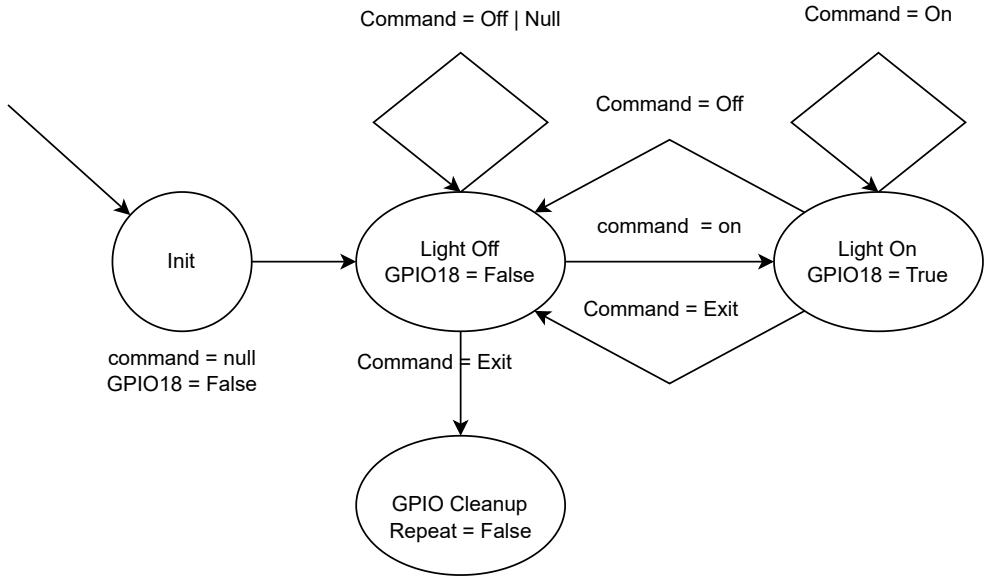 Command = Off | Null
Command = On
Command = Off
command  = on
Init
Light Off
GPIO18 = False
Light On
GPIO18 = True
Command = Exit
command = null
GPIO18 = False
Command = Exit
GPIO Cleanup
Repeat = False